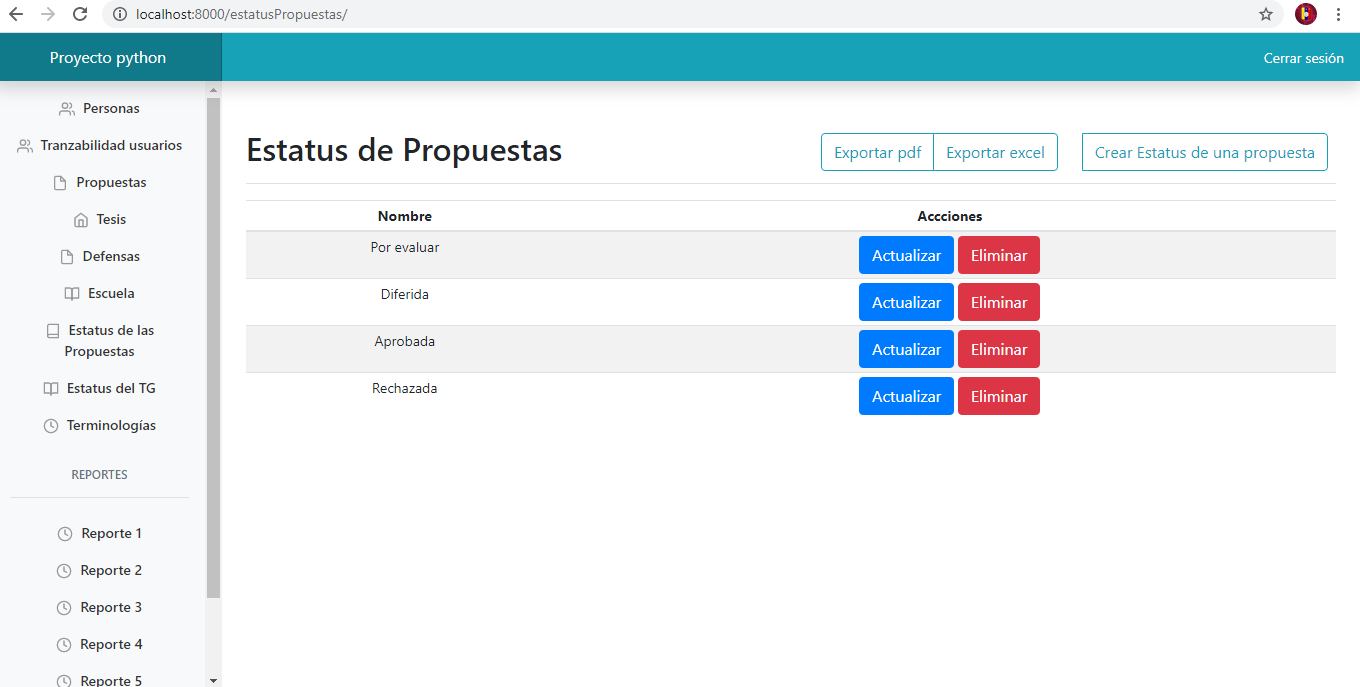 localhost:8000/estatusPropuestas/
Proyecto python
Cerrar sesión
Personas
Tranzabilidad usuarios
Propuestas
Tesis
Defensas
Escuela
Estatus de las
Propuestas
Estatus del TG
Terminologías
REPORTES
Reporte 1
Reporte 2
Reporte 3
Reporte 4
Reporte 5
Estatus de Propuestas
Exportar pdf Exportar excel Crear Estatus de una propuesta
Nombre Accciones
Por evaluar Actualizar Eliminar
Diferida Actualizar Eliminar
Aprobada Actualizar Eliminar
Rechazada Actualizar Eliminar